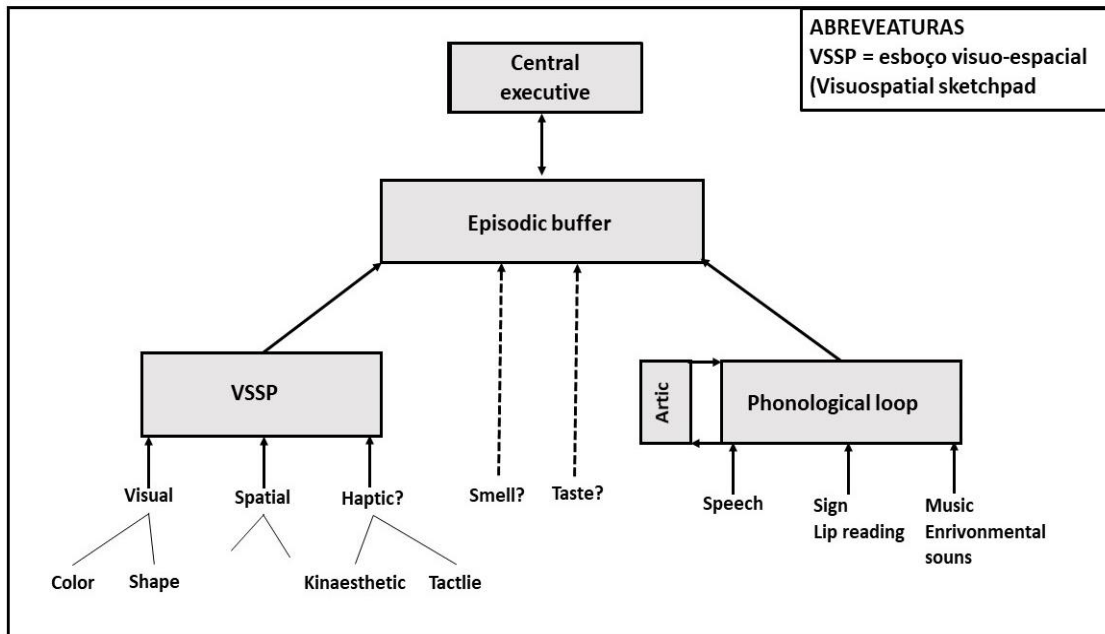 ABREVEATURAS
VSSP = esboço visuo-espacial
(Visuospatial sketchpad
Central
executive
Episodic buffer
VSSP
Artic
Phonological loop
Visual
Spatial
Haptic?
Smell?
Taste?
Speech
Sign
Lip reading
Music
Enrivonmental
souns
Color
Shape
Kinaesthetic
Tactlie